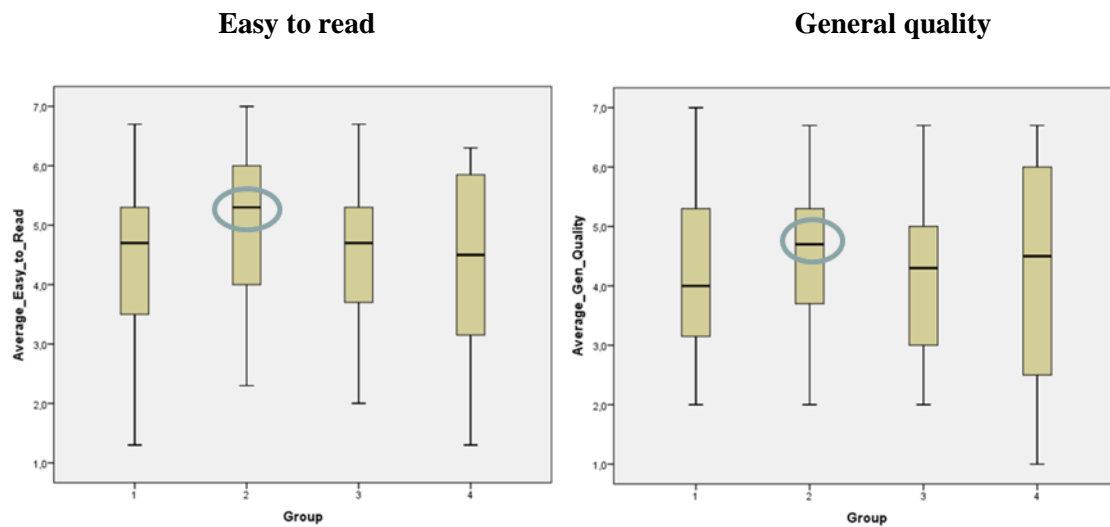 Easy to read
General quality
Average_Easy_to_Read
7,0
6,0
5,0
4,0
3,0
2,0
1,0
1 2 3 4
Group
Average_Gen_Quality
7,0
6,0
5,0
4,0
3,0
2,0
1,0
1 2 3 4
Group